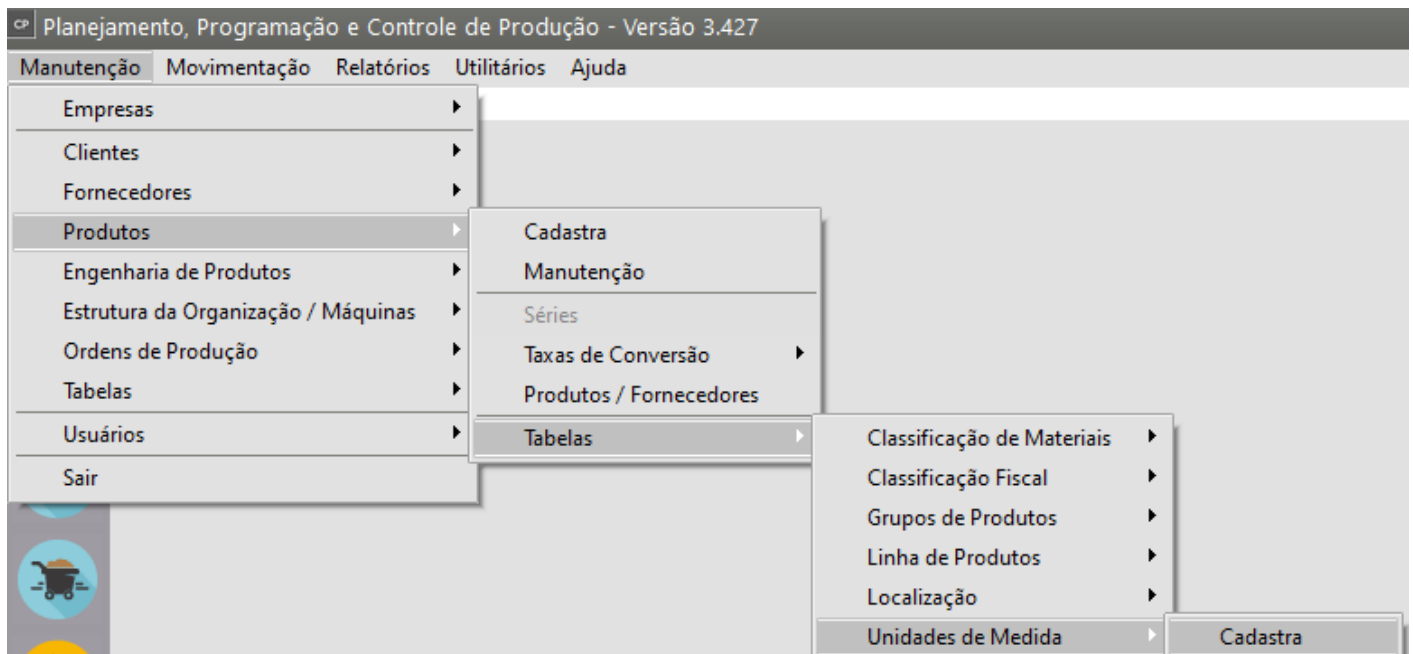 CP Planejamento, Programação e Controle de Produção - Versão 3.427
Manutenção Movimentação Relatórios Utilitários Ajuda
Empresas
Clientes
Fornecedores
Produtos
Engenharia de Produtos
Estrutura da Organização / Máquinas
Ordens de Produção
Tabelas
Usuários
Sair
Cadastra
Manutenção
Séries
Taxas de Conversão
Produtos / Fornecedores
Tabelas
Classificação de Materiais
Classificação Fiscal
Grupos de Produtos
Linha de Produtos
Localização
Unidades de Medida
Cadastra